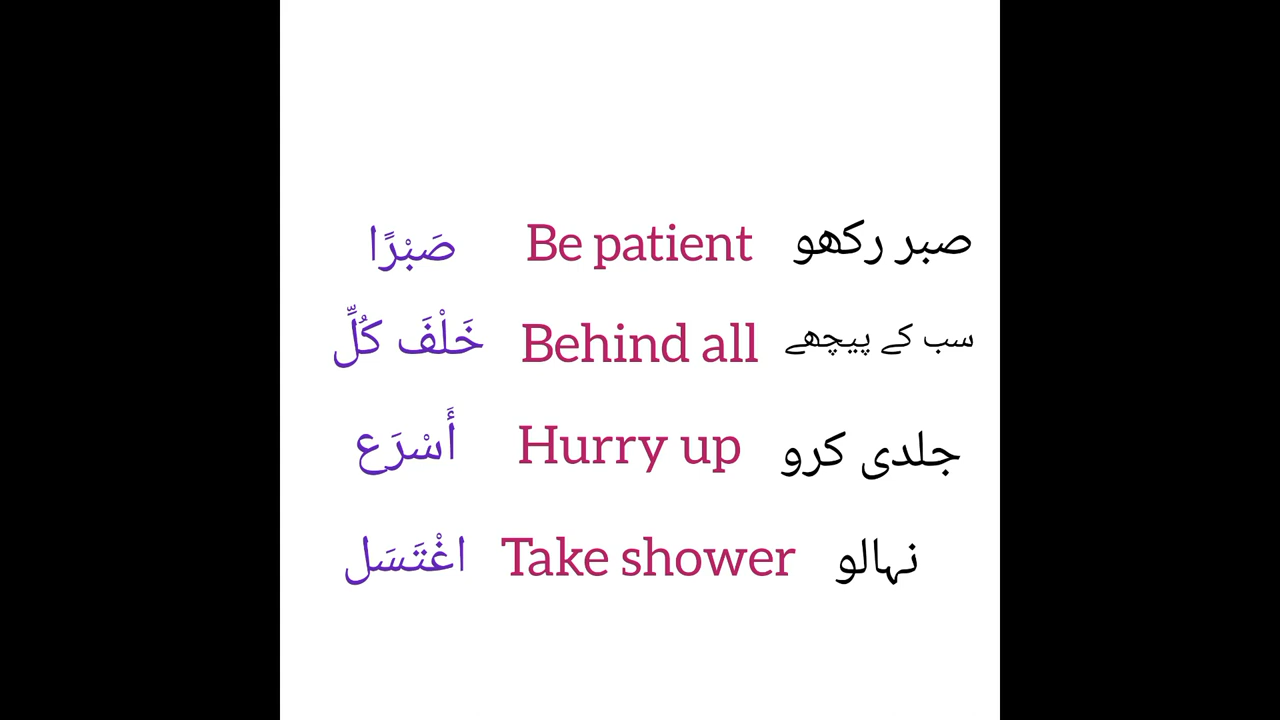 صَبْرًا Be patient صبر رکھو
خَلْفَ كُلِّ Behind all سب کے پیچھے
أَسْرَع Hurry up جلدی کرو
اغْتَسَل Take shower نہالو